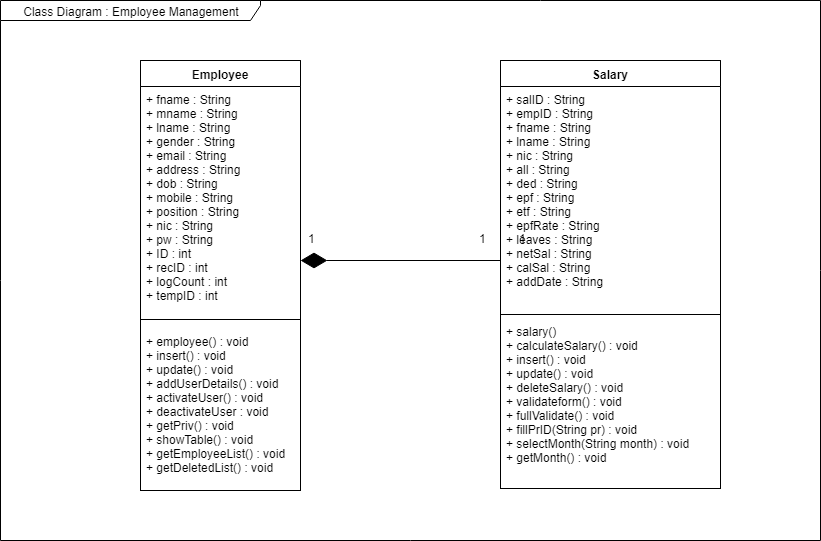 Class Diagram : Employee Management
Employee
+ fname : String
+ mname : String
+ lname : String
+ gender : String
+ email : String
+ address : String
+ dob : String
+ mobile : String
+ position : String
+ nic : String
+ pw : String
+ ID : int
+ recID : int
+ logCount : int
+ tempID : int
+ employee() : void
+ insert() : void
+ update() : void
+ addUserDetails() : void
+ activateUser() : void
+ deactivateUser : void
+ getPriv() : void
+ showTable() : void
+ getEmployeeList() : void
+ getDeletedList() : void
1
1
Salary
+ salID : String
+ empID : String
+ fname : String
+ lname : String
+ nic : String
+ all : String
+ ded : String
+ epf : String
+ etf : String
+ epfRate : String
+ leaves : String
+ netSal : String
+ calSal : String
+ addDate : String
+ salary()
+ calculateSalary() : void
+ insert() : void
+ update() : void
+ deleteSalary() : void
+ validateform() : void
+ fullValidate() : void
+ fillPrID(String pr) : void
+ selectMonth(String month) : void
+ getMonth() : void